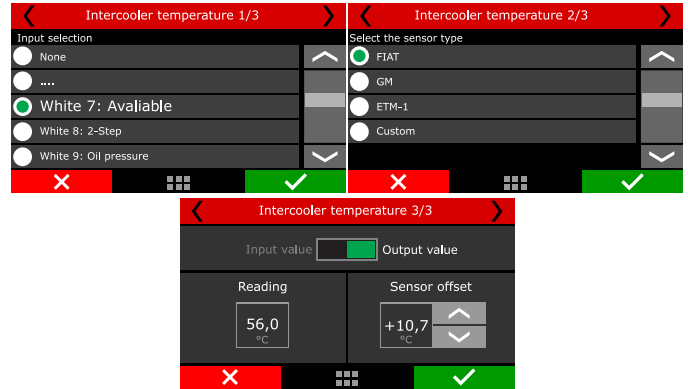 Intercooler temperature 1/3
Input selection
None
....
White 7: Avaliable
White 8: 2-Step
White 9: Oil pressure
Intercooler temperature 2/3
Select the sensor type
FIAT
GM
ETM-1
Custom
Intercooler temperature 3/3
Input value Output value
Reading
56,0
°C
Sensor offset
+10,7
°C